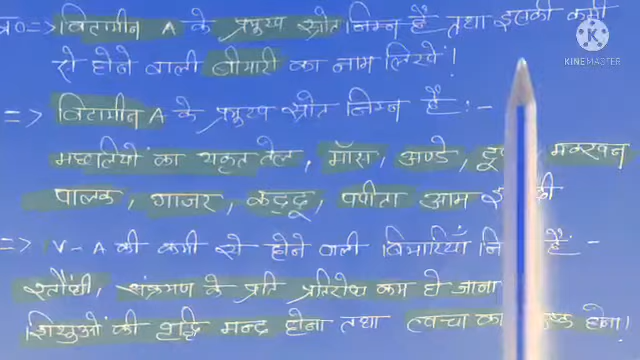 प्र०=> विटामीन A के प्रमुख स्रोत निम्न हैं तथा इसकी कमी
से होने वाली बीमारी का नाम लिखें!
=> विटामीन A के प्रमुख स्रोत निम्न हैं:-
मछलियों का यकृत तेल, माँस, अण्डे, मक्खन
पालक, गाजर, कद्दू, पपीता आम
=> V-A की कमी से होने वाली बिमारियाँ हैं:-
रतौंधी, संक्रमण के प्रति प्रतिरोध कम हो जाना
शिशुओं की वृद्धि मन्द होना तथा त्वचा का होना!
KINEMASTER